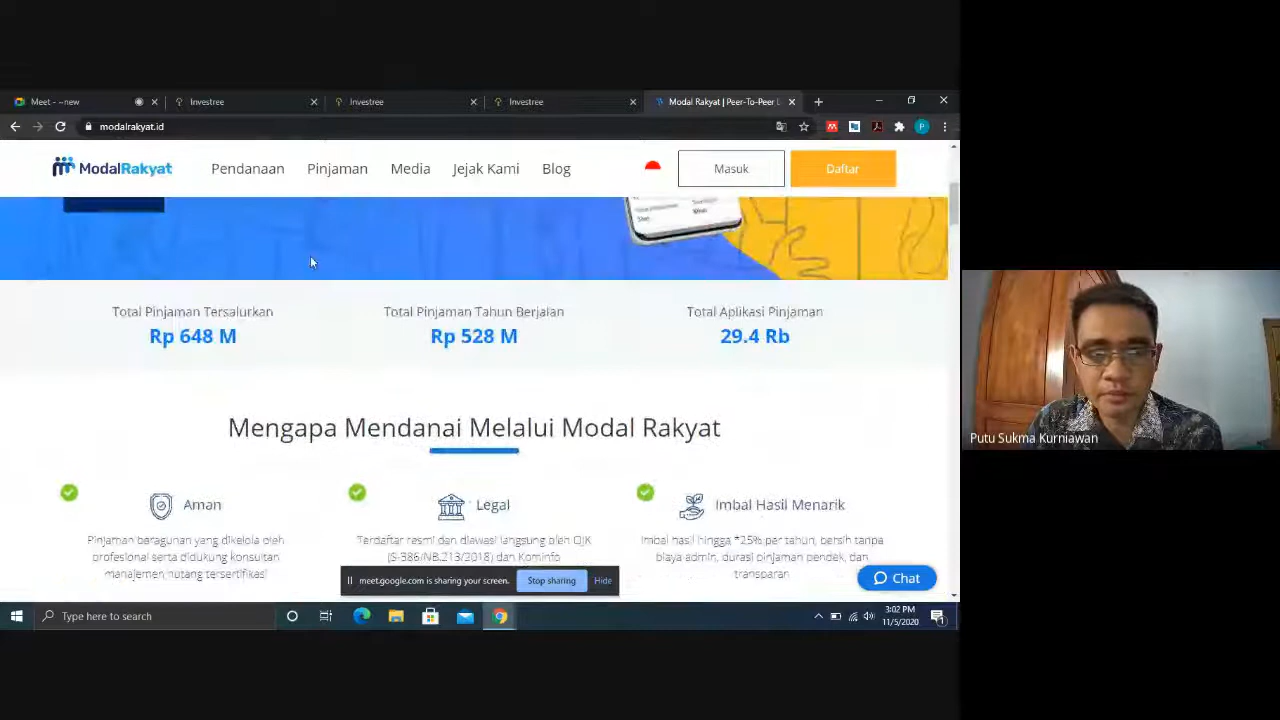 Meet - ~new
Investree
Investree
Investree
Modal Rakyat | Peer-To-Peer L
modalrakyat.id
P
ModalRakyat
Pendanaan
Pinjaman
Media
Jejak Kami
Blog
Masuk
Daftar
Total Pinjaman Tersalurkan
Rp 648 M
Total Pinjaman Tahun Berjalan
Rp 528 M
Total Aplikasi Pinjaman
29.4 Rb
Mengapa Mendanai Melalui Modal Rakyat
Aman
Pinjaman beragunan yang dikelola oleh
profesional serta didukung konsultan
manajemen hutang tersertifikasi
Legal
Terdaftar resmi dan diawasi langsung oleh OJK
(S-386/NB.213/2018) dan Kominfo
Imbal Hasil Menarik
Imbal hasil hingga *25% per tahun, bersih tanpa
biaya admin, durasi pinjaman pendek, dan
transparan
Chat
meet.google.com is sharing your screen.
Stop sharing
Hide
Type here to search
3:02 PM
11/5/2020
1
Putu Sukma Kurniawan